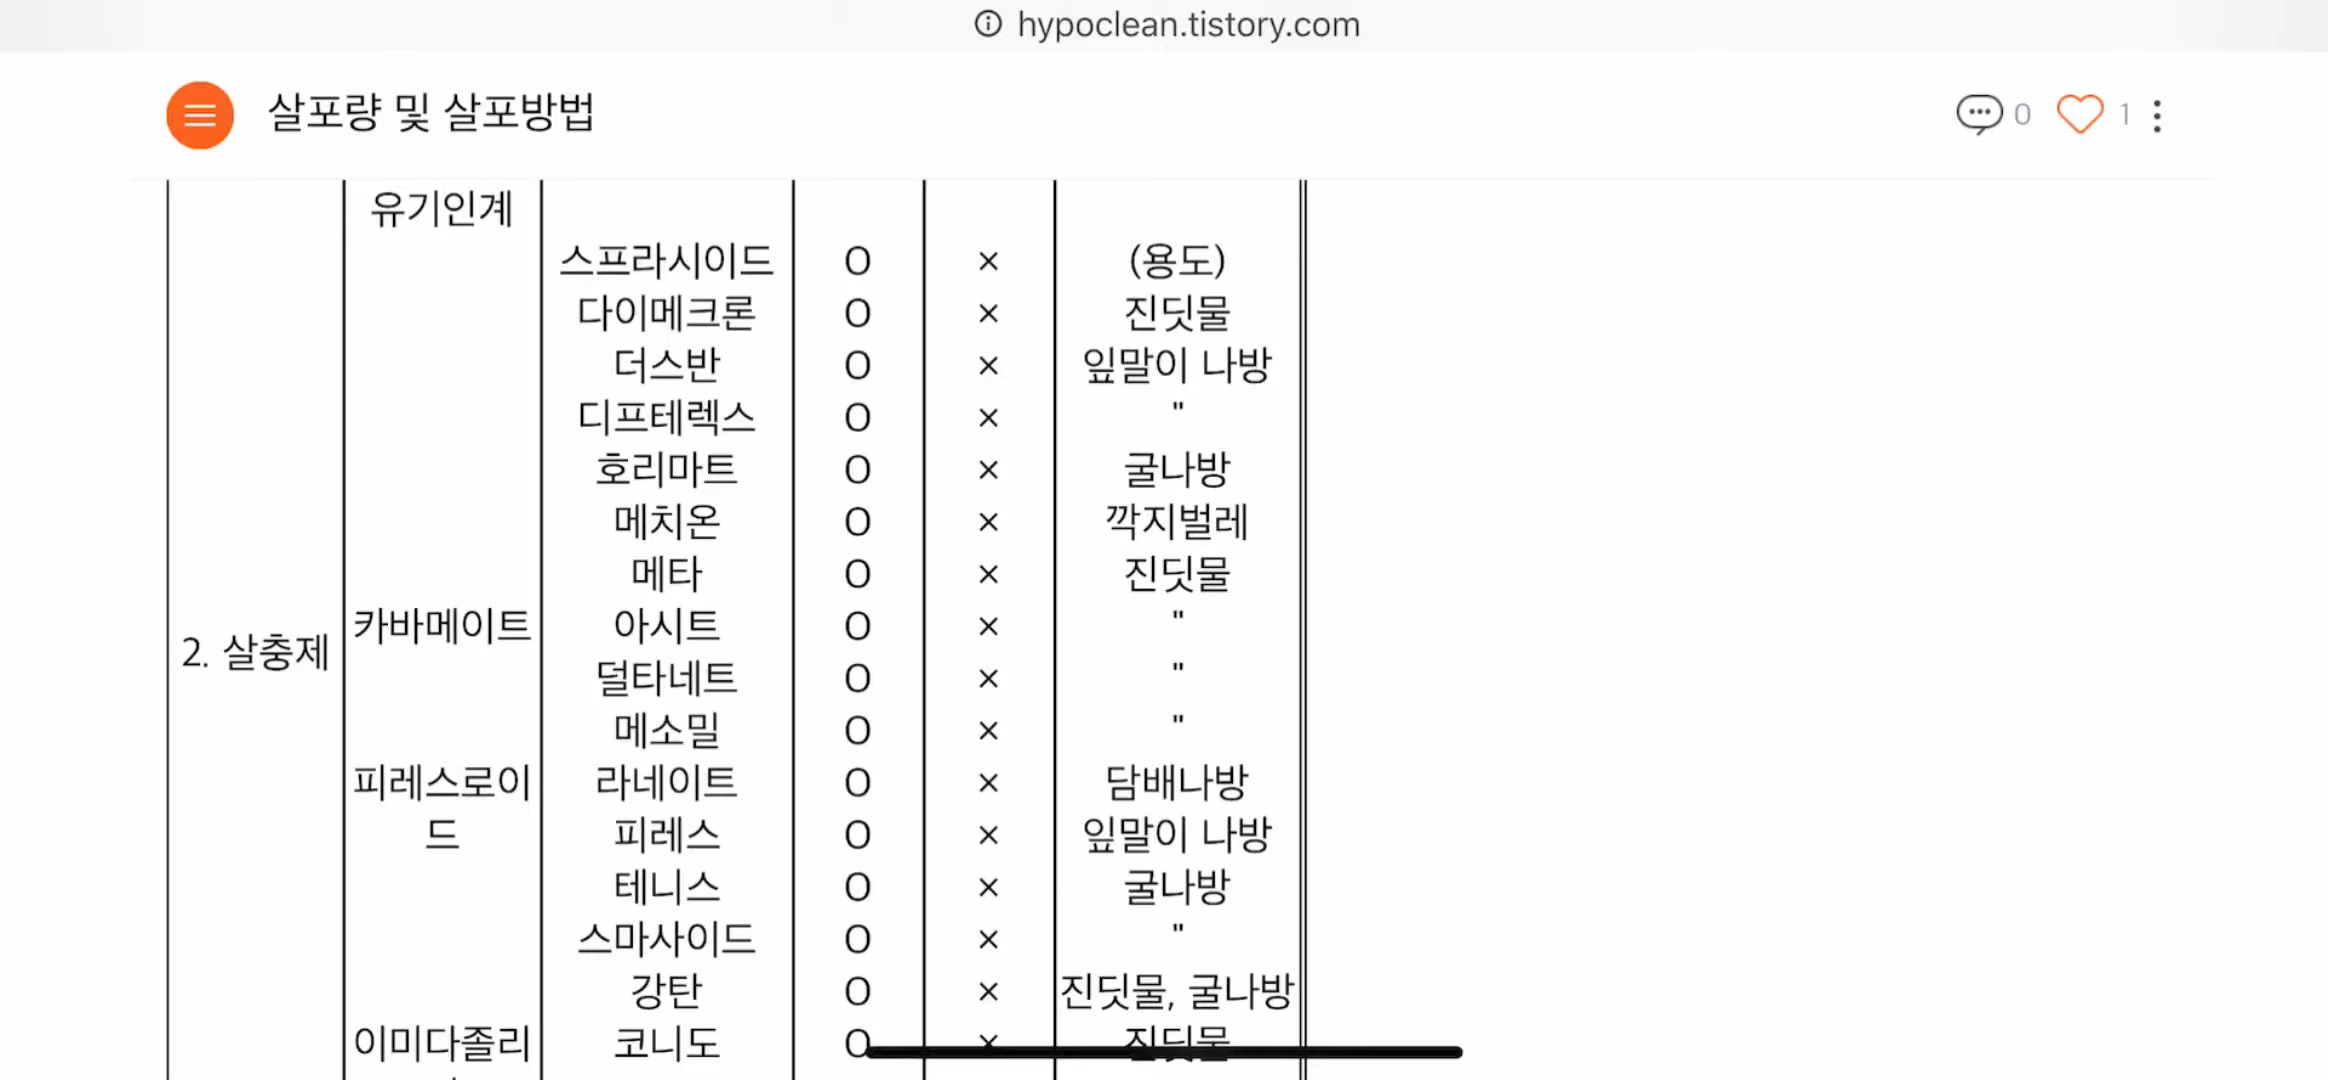 hypoclean.tistory.com
살포량 및 살포방법
0
1
유기인계
스프라시이드 O × (용도)
다이메크론 O × 진딧물
더스반 O × 잎말이 나방
디프테렉스 O × "
호리마트 O × 굴나방
메치온 O × 깍지벌레
메타 O × 진딧물
카바메이트 아시트 O × "
2. 살충제
덜타네트 O × "
메소밀 O × "
피레스로이 라네이트 O × 담배나방
드 피레스 O × 잎말이 나방
테니스 O × 굴나방
스마사이드 O × "
강탄 O × 진딧물, 굴나방
이미다졸리 코니도 O × 진딧물